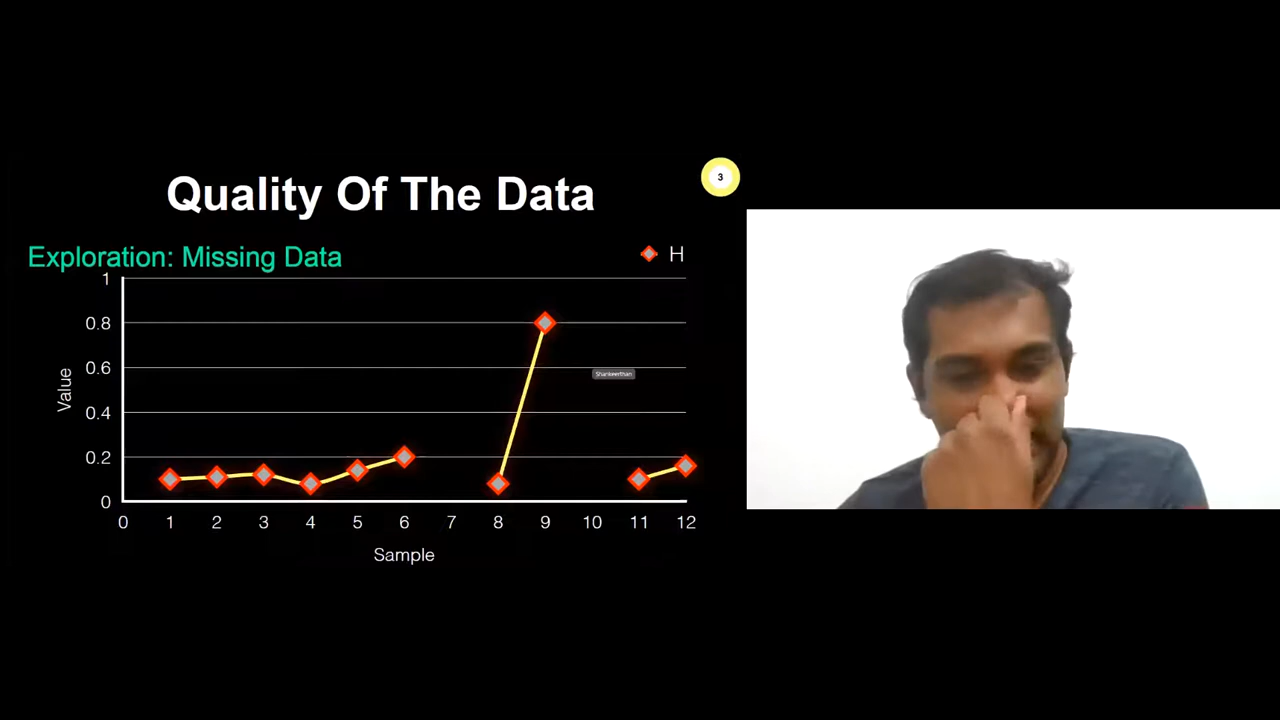 Quality Of The Data
3
Exploration: Missing Data
H
1
0.8
0.6
0.4
0.2
0
Value
Shankeerthan
0 1 2 3 4 5 6 7 8 9 10 11 12
Sample